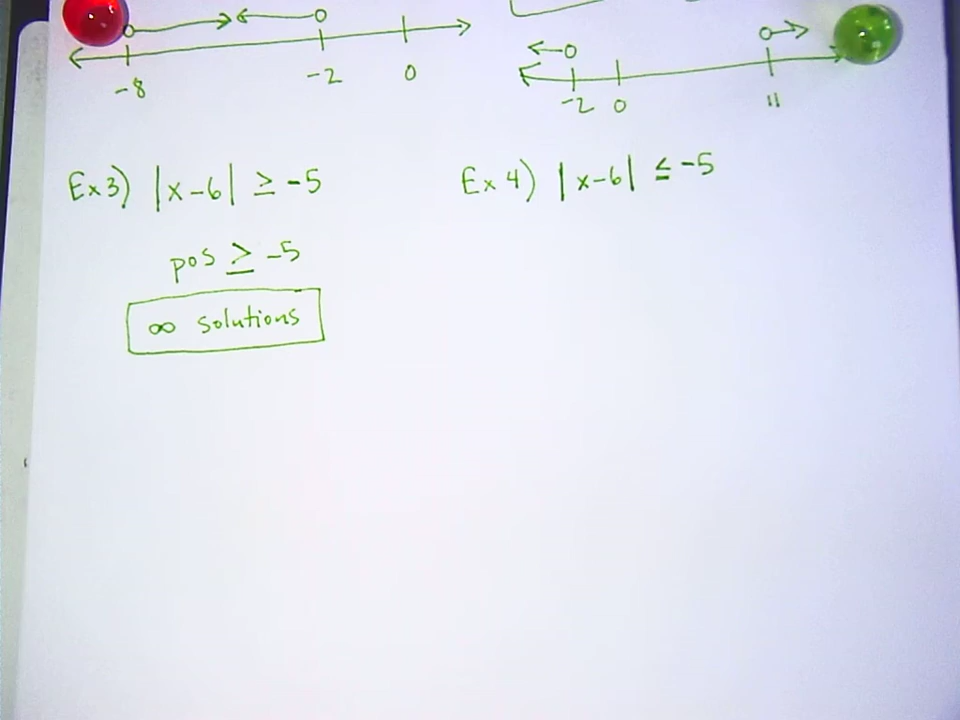 -8 -2 0
-2 0 11
Ex 3) |x-6| ≥ -5
pos ≥ -5
∞ solutions
Ex 4) |x-6| ≤ -5